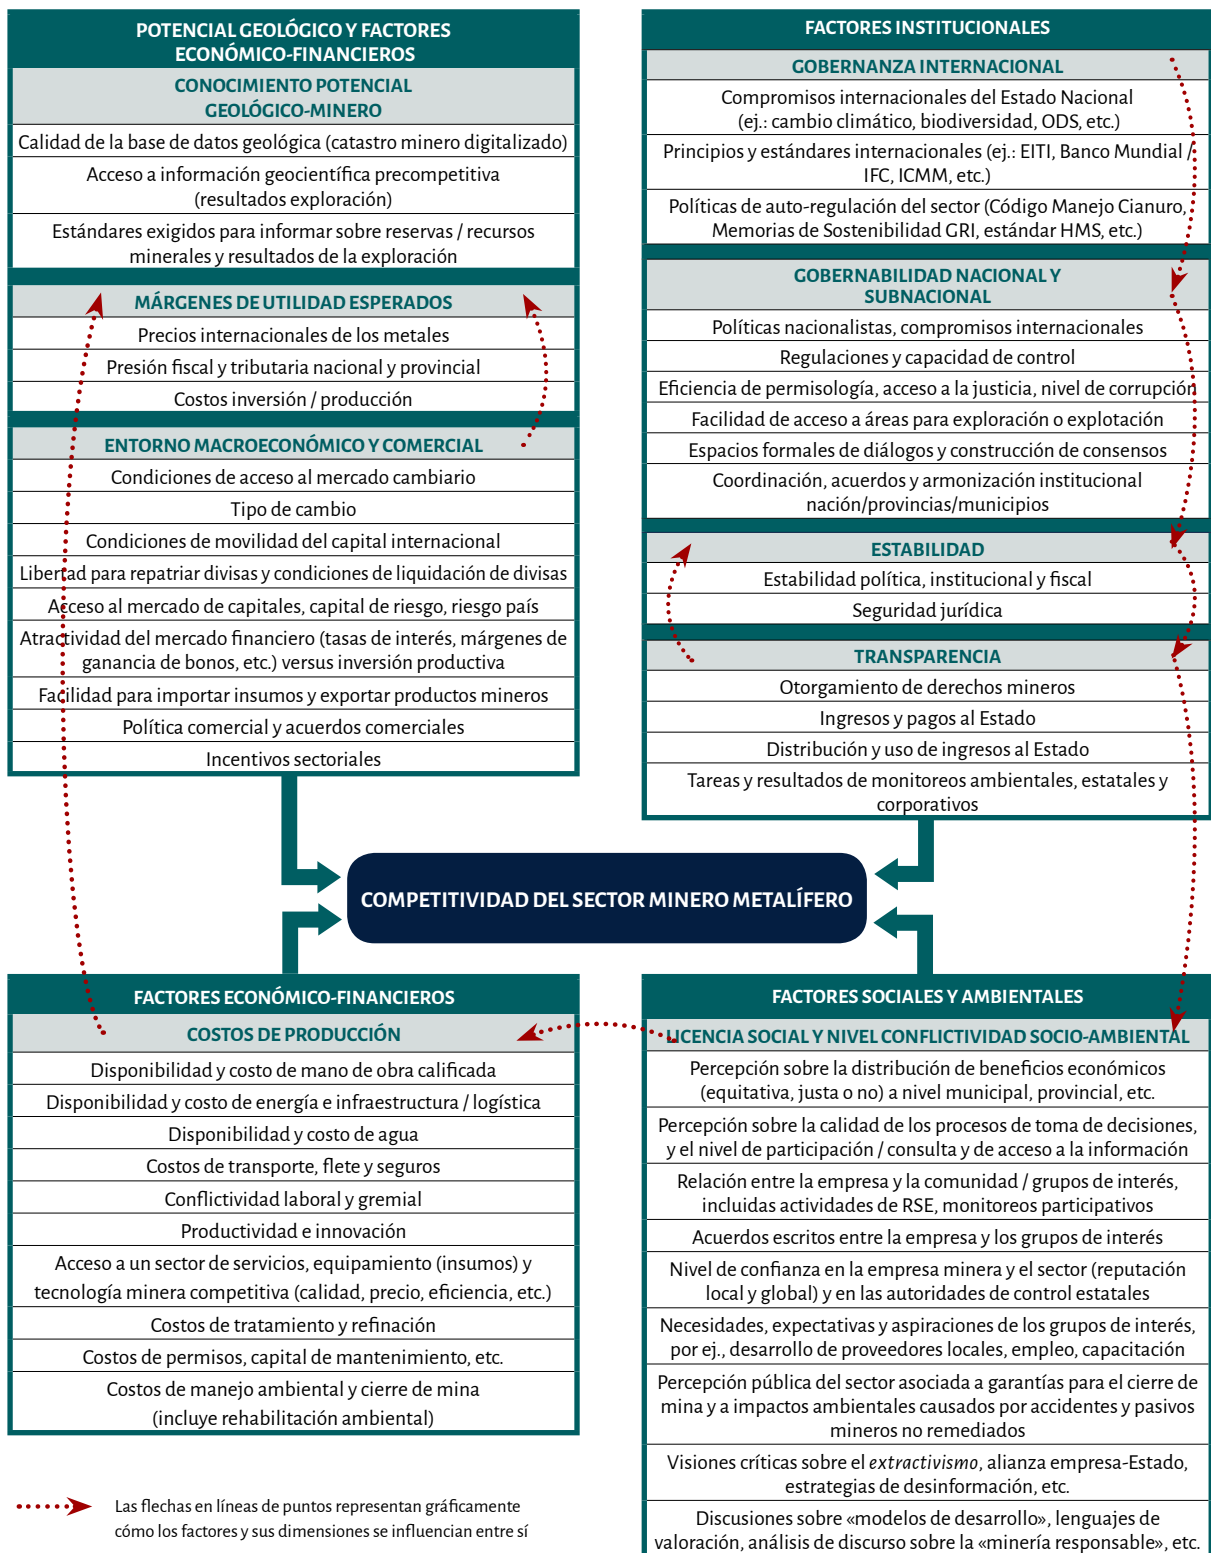 POTENCIAL GEOLÓGICO Y FACTORES
ECONÓMICO-FINANCIEROS
CONOCIMIENTO POTENCIAL
GEOLÓGICO-MINERO
Calidad de la base de datos geológica (catastro minero digitalizado)
Acceso a información geocientífica precompetitiva
(resultados exploración)
Estándares exigidos para informar sobre reservas / recursos
minerales y resultados de la exploración
MÁRGENES DE UTILIDAD ESPERADOS
Precios internacionales de los metales
Presión fiscal y tributaria nacional y provincial
Costos inversión / producción
ENTORNO MACROECONÓMICO Y COMERCIAL
Condiciones de acceso al mercado cambiario
Tipo de cambio
Condiciones de movilidad del capital internacional
Libertad para repatriar divisas y condiciones de liquidación de divisas
Acceso al mercado de capitales, capital de riesgo, riesgo país
Atractividad del mercado financiero (tasas de interés, márgenes de
ganancia de bonos, etc.) versus inversión productiva
Facilidad para importar insumos y exportar productos mineros
Política comercial y acuerdos comerciales
Incentivos sectoriales
FACTORES INSTITUCIONALES
GOBERNANZA INTERNACIONAL
Compromisos internacionales del Estado Nacional
(ej.: cambio climático, biodiversidad, ODS, etc.)
Principios y estándares internacionales (ej.: EITI, Banco Mundial /
IFC, ICMM, etc.)
Políticas de auto-regulación del sector (Código Manejo Cianuro,
Memorias de Sostenibilidad GRI, estándar HMS, etc.)
GOBERNABILIDAD NACIONAL Y
SUBNACIONAL
Políticas nacionalistas, compromisos internacionales
Regulaciones y capacidad de control
Eficiencia de permisología, acceso a la justicia, nivel de corrupción
Facilidad de acceso a áreas para exploración o explotación
Espacios formales de diálogos y construcción de consensos
Coordinación, acuerdos y armonización institucional
nación/provincias/municipios
ESTABILIDAD
Estabilidad política, institucional y fiscal
Seguridad jurídica
TRANSPARENCIA
Otorgamiento de derechos mineros
Ingresos y pagos al Estado
Distribución y uso de ingresos al Estado
Tareas y resultados de monitoreos ambientales, estatales y
corporativos
COMPETITIVIDAD DEL SECTOR MINERO METALÍFERO
FACTORES ECONÓMICO-FINANCIEROS
COSTOS DE PRODUCCIÓN
Disponibilidad y costo de mano de obra calificada
Disponibilidad y costo de energía e infraestructura / logística
Disponibilidad y costo de agua
Costos de transporte, flete y seguros
Conflictividad laboral y gremial
Productividad e innovación
Acceso a un sector de servicios, equipamiento (insumos) y
tecnología minera competitiva (calidad, precio, eficiencia, etc.)
Costos de tratamiento y refinación
Costos de permisos, capital de mantenimiento, etc.
Costos de manejo ambiental y cierre de mina
(incluye rehabilitación ambiental)
FACTORES SOCIALES Y AMBIENTALES
LICENCIA SOCIAL Y NIVEL CONFLICTIVIDAD SOCIO-AMBIENTAL
Percepción sobre la distribución de beneficios económicos
(equitativa, justa o no) a nivel municipal, provincial, etc.
Percepción sobre la calidad de los procesos de toma de decisiones,
y el nivel de participación / consulta y de acceso a la información
Relación entre la empresa y la comunidad / grupos de interés,
incluidas actividades de RSE, monitoreos participativos
Acuerdos escritos entre la empresa y los grupos de interés
Nivel de confianza en la empresa minera y el sector (reputación
local y global) y en las autoridades de control estatales
Necesidades, expectativas y aspiraciones de los grupos de interés,
por ej., desarrollo de proveedores locales, empleo, capacitación
Percepción pública del sector asociada a garantías para el cierre de
mina y a impactos ambientales causados por accidentes y pasivos
mineros no remediados
Visiones críticas sobre el extractivismo, alianza empresa-Estado,
estrategias de desinformación, etc.
Discusiones sobre «modelos de desarrollo», lenguajes de
valoración, análisis de discurso sobre la «minería responsable», etc.
Las flechas en líneas de puntos representan gráficamente
cómo los factores y sus dimensiones se influencian entre sí